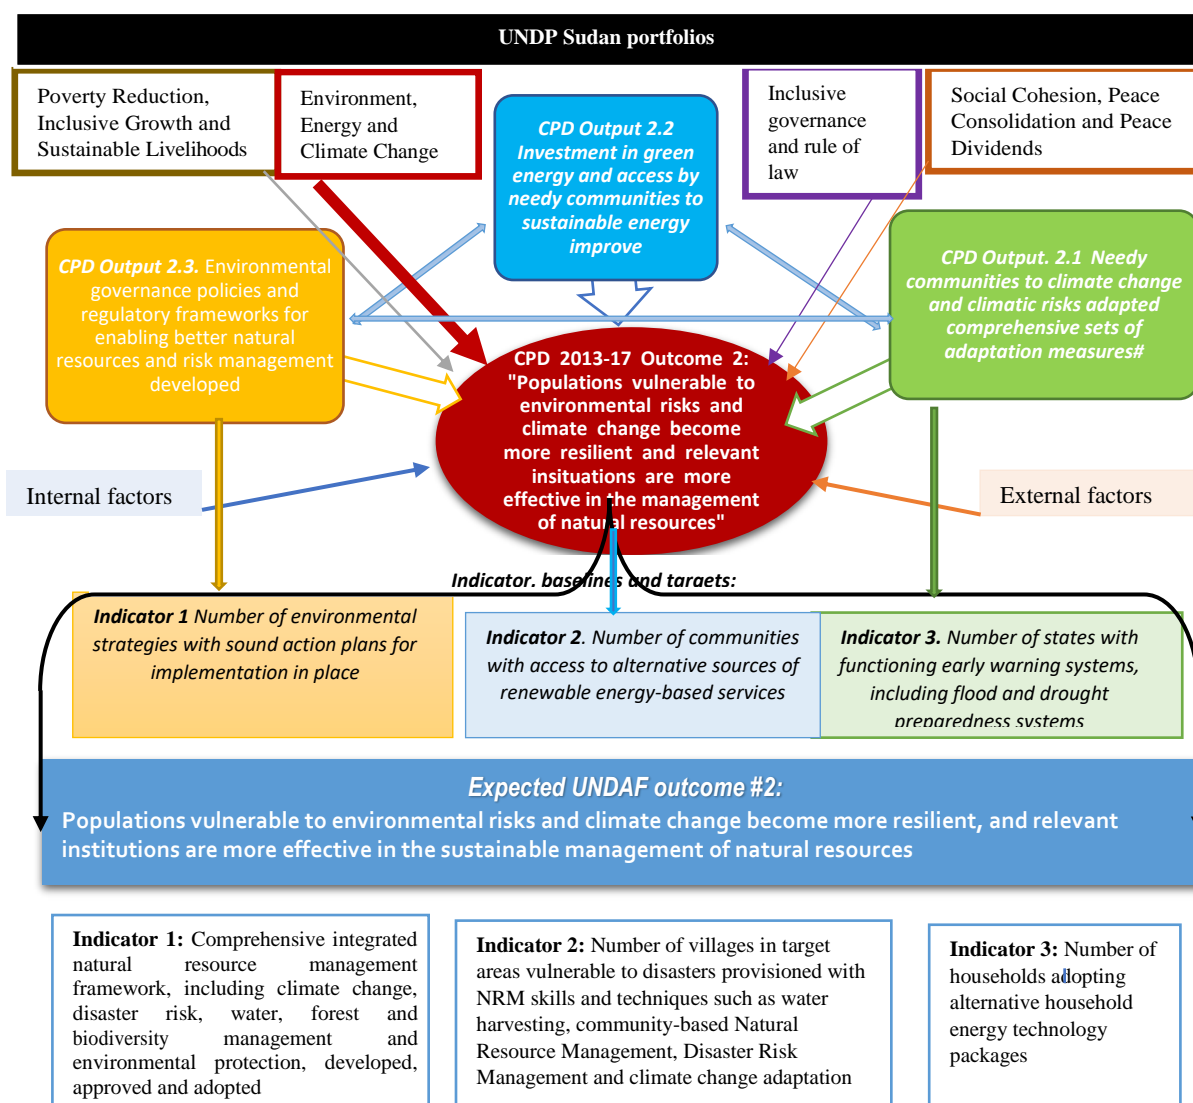 UNDP Sudan portfolios
Poverty Reduction,
Inclusive Growth and
Sustainable Livelihoods
Environment,
Energy and
Climate Change
CPD Output 2.2
Investment in green
energy and access by
needy communities to
sustainable energy
improve
Inclusive
governance
and rule of
law
Social Cohesion, Peace
Consolidation and Peace
Dividends
CPD Output 2.3. Environmental
governance policies and
regulatory frameworks for
enabling better natural
resources and risk management
developed
CPD Output. 2.1 Needy
communities to climate change
and climatic risks adapted
comprehensive sets of
adaptation measures#
CPD 2013-17 Outcome 2:
"Populations vulnerable to
environmental risks and
climate change become
more resilient and relevant
insituations are more
effective in the management
of natural resources"
Internal factors
External factors
Indicator. baselines and targets:
Indicator 1 Number of environmental
strategies with sound action plans for
implementation in place
Indicator 2. Number of communities
with access to alternative sources of
renewable energy-based services
Indicator 3. Number of states with
functioning early warning systems,
including flood and drought
preparedness systems
Expected UNDAF outcome #2:
Populations vulnerable to environmental risks and climate change become more resilient, and relevant
institutions are more effective in the sustainable management of natural resources
Indicator 1: Comprehensive integrated
natural resource management
framework, including climate change,
disaster risk, water, forest and
biodiversity management and
environmental protection, developed,
approved and adopted
Indicator 2: Number of villages in target
areas vulnerable to disasters provisioned with
NRM skills and techniques such as water
harvesting, community-based Natural
Resource Management, Disaster Risk
Management and climate change adaptation
Indicator 3: Number of
households adopting
alternative household
energy technology
packages